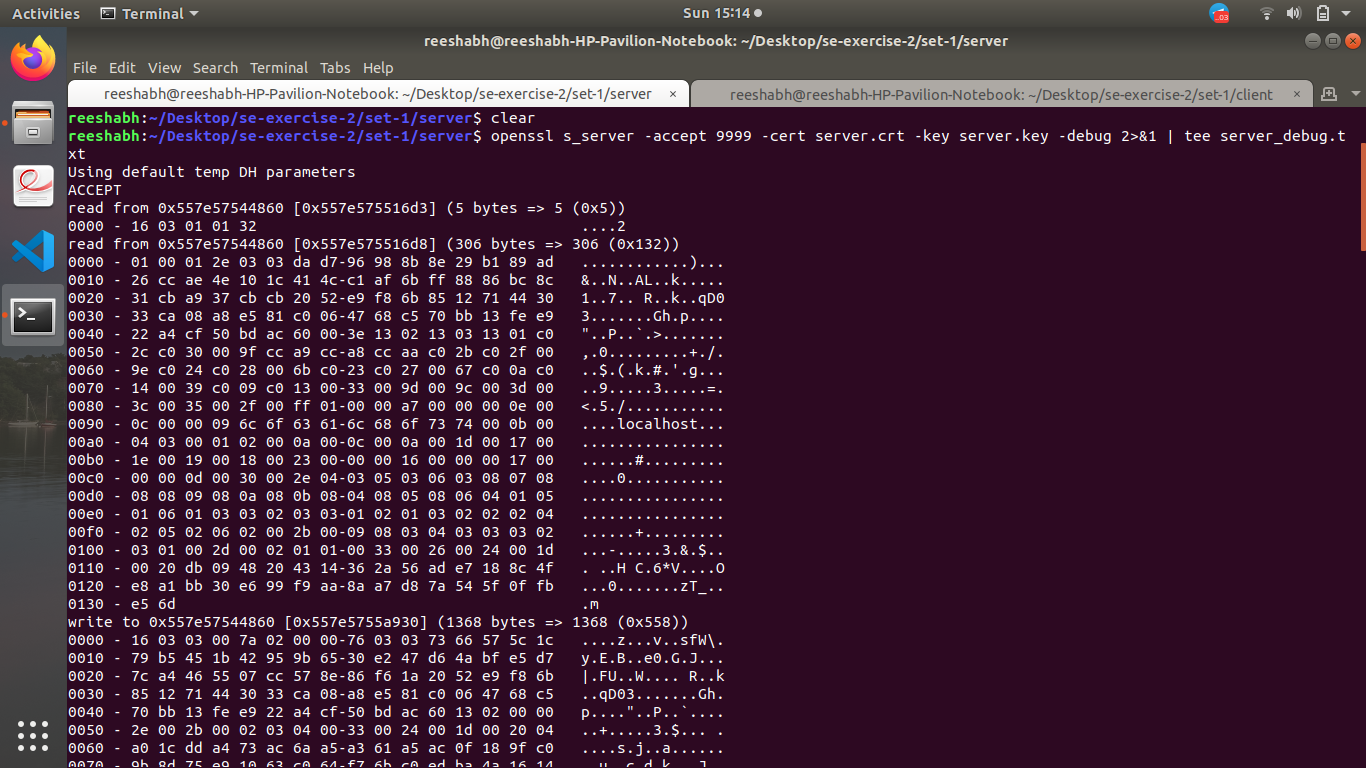 Activities
Terminal
Sun 15:14
.03
reeshabh@reeshabh-HP-Pavilion-Notebook: ~/Desktop/se-exercise-2/set-1/server
File Edit View Search Terminal Tabs Help
reeshabh@reeshabh-HP-Pavilion-Notebook: ~/Desktop/se-exercise-2/set-1/server ×
reeshabh@reeshabh-HP-Pavilion-Notebook: ~/Desktop/se-exercise-2/set-1/client ×
reeshabh:~/Desktop/se-exercise-2/set-1/server$ clear
reeshabh:~/Desktop/se-exercise-2/set-1/server$ openssl s_server -accept 9999 -cert server.crt -key server.key -debug 2>&1 | tee server_debug.t
xt
Using default temp DH parameters
ACCEPT
read from 0x557e57544860 [0x557e575516d3] (5 bytes => 5 (0x5))
0000 - 16 03 01 01 32                                    ....2
read from 0x557e57544860 [0x557e575516d8] (306 bytes => 306 (0x132))
0000 - 01 00 01 2e 03 03 da d7-96 98 8b 8e 29 b1 89 ad   ............)...
0010 - 26 cc ae 4e 10 1c 41 4c-c1 af 6b ff 88 86 bc 8c   &..N..AL..k.....
0020 - 31 cb a9 37 cb cb 20 52-e9 f8 6b 85 12 71 44 30   1..7.. R..k..qD0
0030 - 33 ca 08 a8 e5 81 c0 06-47 68 c5 70 bb 13 fe e9   3.......Gh.p....
0040 - 22 a4 cf 50 bd ac 60 00-3e 13 02 13 03 13 01 c0   "..P..`.>.......
0050 - 2c c0 30 00 9f cc a9 cc-a8 cc aa c0 2b c0 2f 00   ,.0.........+./.
0060 - 9e c0 24 c0 28 00 6b c0-23 c0 27 00 67 c0 0a c0   ..$.(.k.#.'.g...
0070 - 14 00 39 c0 09 c0 13 00-33 00 9d 00 9c 00 3d 00   ..9.....3.....=.
0080 - 3c 00 35 00 2f 00 ff 01-00 00 a7 00 00 00 0e 00   <.5./...........
0090 - 0c 00 00 09 6c 6f 63 61-6c 68 6f 73 74 00 0b 00   ....localhost...
00a0 - 04 03 00 01 02 00 0a 00-0c 00 0a 00 1d 00 17 00   ................
00b0 - 1e 00 19 00 18 00 23 00-00 00 16 00 00 00 17 00   ......#.........
00c0 - 00 00 0d 00 30 00 2e 04-03 05 03 06 03 08 07 08   ....0...........
00d0 - 08 08 09 08 0a 08 0b 08-04 08 05 08 06 04 01 05   ................
00e0 - 01 06 01 03 03 02 03 03-01 02 01 03 02 02 02 04   ................
00f0 - 02 05 02 06 02 00 2b 00-09 08 03 04 03 03 03 02   ......+.........
0100 - 03 01 00 2d 00 02 01 01-00 33 00 26 00 24 00 1d   ...-.....3.&.$..
0110 - 00 20 db 09 48 20 43 14-36 2a 56 ad e7 18 8c 4f   . ..H C.6*V....O
0120 - e8 a1 bb 30 e6 99 f9 aa-8a a7 d8 7a 54 5f 0f fb   ...0.......zT_..
0130 - e5 6d                                             .m
write to 0x557e57544860 [0x557e5755a930] (1368 bytes => 1368 (0x558))
0000 - 16 03 03 00 7a 02 00 00-76 03 03 73 66 57 5c 1c   ....z...v..sfW\.
0010 - 79 b5 45 1b 42 95 9b 65-30 e2 47 d6 4a bf e5 d7   y.E.B..e0.G.J...
0020 - 7c a4 46 55 07 cc 57 8e-86 f6 1a 20 52 e9 f8 6b   |.FU..W.... R..k
0030 - 85 12 71 44 30 33 ca 08-a8 e5 81 c0 06 47 68 c5   ..qD03.......Gh.
0040 - 70 bb 13 fe e9 22 a4 cf-50 bd ac 60 13 02 00 00   p...."..P..`....
0050 - 2e 00 2b 00 02 03 04 00-33 00 24 00 1d 00 20 04   ..+.....3.$... .
0060 - a0 1c dd a4 73 ac 6a a5-a3 61 a5 ac 0f 18 9f c0   ....s.j..a......
0070 - 9b 8d 75 e9 10 63 c0 64-f7 6b c0 ed ba 4a 16 14   ..u..c.d.k...J..